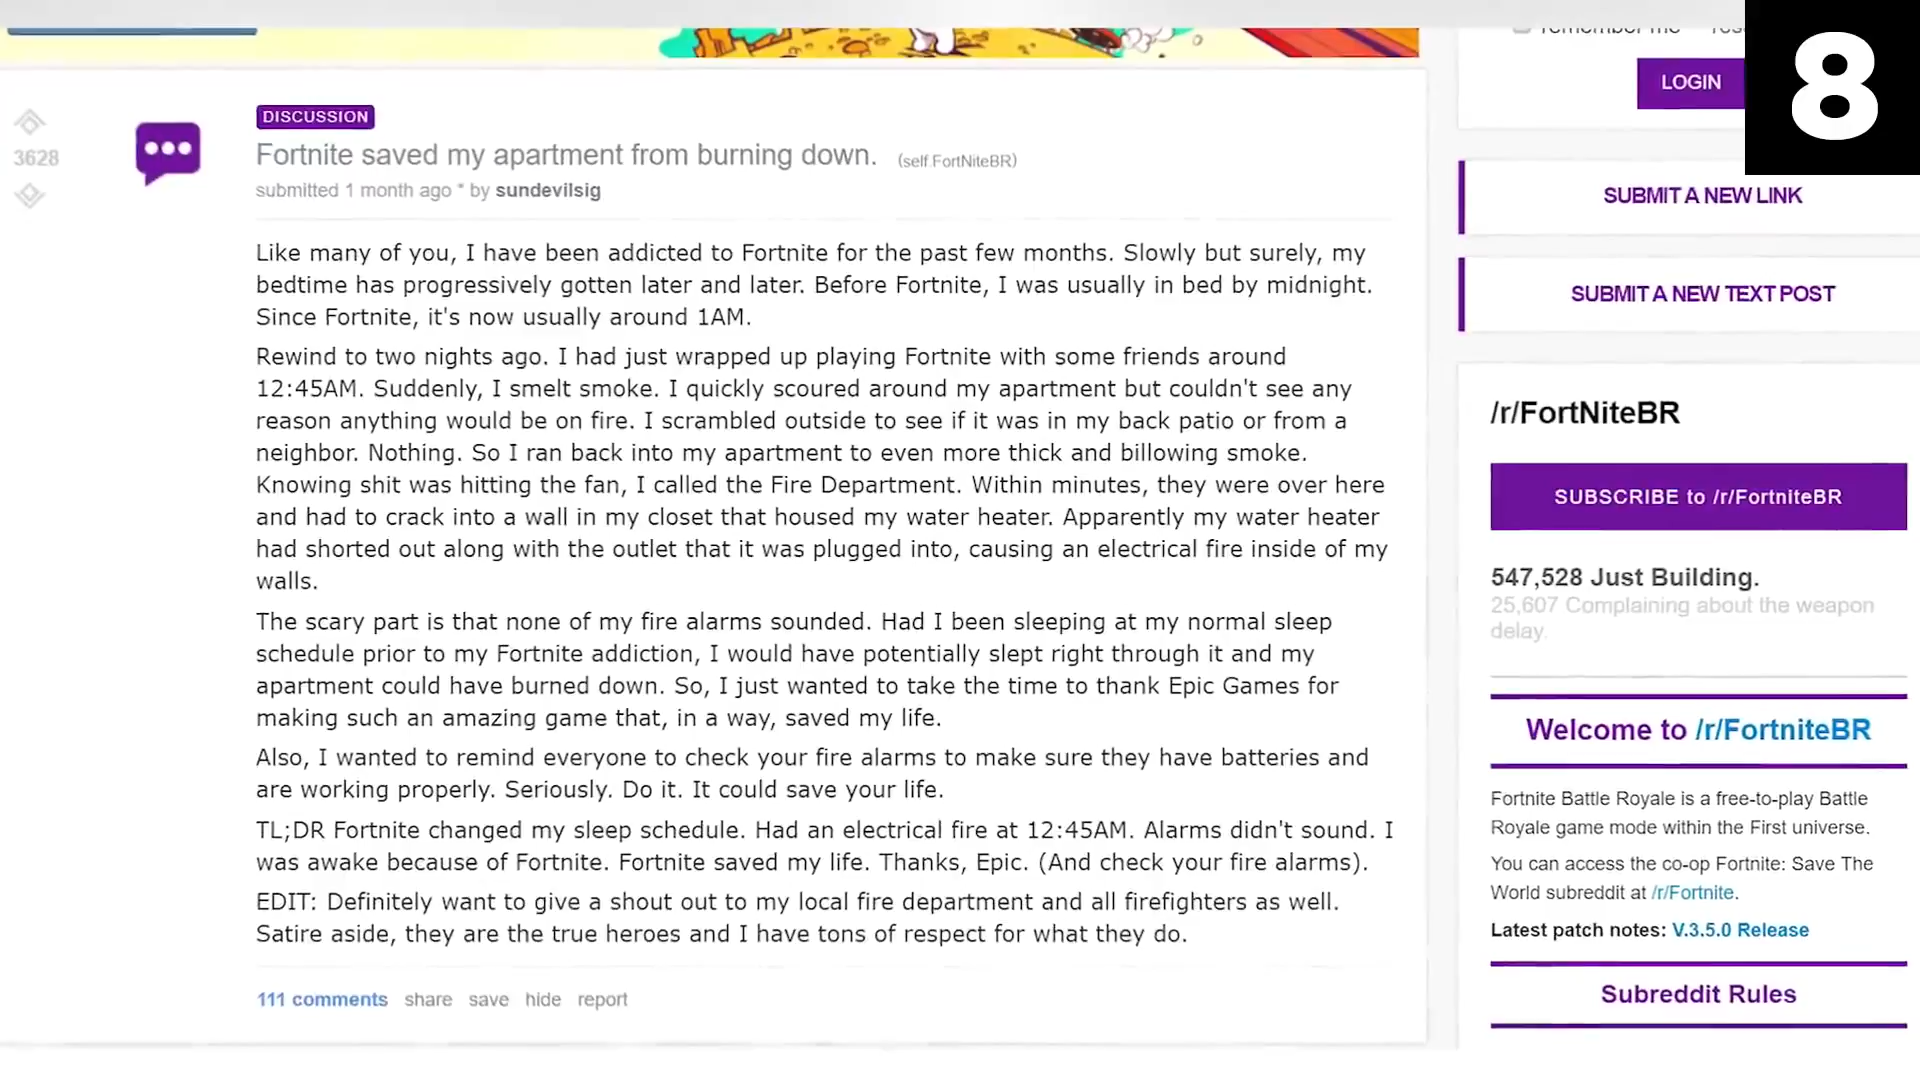 remember me
LOGIN
8
DISCUSSION
Fortnite saved my apartment from burning down. (self.FortNiteBR)
3628
submitted 1 month ago * by sundevilsig
Like many of you, I have been addicted to Fortnite for the past few months. Slowly but surely, my
bedtime has progressively gotten later and later. Before Fortnite, I was usually in bed by midnight.
Since Fortnite, it's now usually around 1AM.
Rewind to two nights ago. I had just wrapped up playing Fortnite with some friends around
12:45AM. Suddenly, I smelt smoke. I quickly scoured around my apartment but couldn't see any
reason anything would be on fire. I scrambled outside to see if it was in my back patio or from a
neighbor. Nothing. So I ran back into my apartment to even more thick and billowing smoke.
Knowing shit was hitting the fan, I called the Fire Department. Within minutes, they were over here
and had to crack into a wall in my closet that housed my water heater. Apparently my water heater
had shorted out along with the outlet that it was plugged into, causing an electrical fire inside of my
walls.
The scary part is that none of my fire alarms sounded. Had I been sleeping at my normal sleep
schedule prior to my Fortnite addiction, I would have potentially slept right through it and my
apartment could have burned down. So, I just wanted to take the time to thank Epic Games for
making such an amazing game that, in a way, saved my life.
Also, I wanted to remind everyone to check your fire alarms to make sure they have batteries and
are working properly. Seriously. Do it. It could save your life.
TL;DR Fortnite changed my sleep schedule. Had an electrical fire at 12:45AM. Alarms didn't sound. I
was awake because of Fortnite. Fortnite saved my life. Thanks, Epic. (And check your fire alarms).
EDIT: Definitely want to give a shout out to my local fire department and all firefighters as well.
Satire aside, they are the true heroes and I have tons of respect for what they do.
111 comments share save hide report
SUBMIT A NEW LINK
SUBMIT A NEW TEXT POST
/r/FortNiteBR
SUBSCRIBE to /r/FortniteBR
547,528 Just Building.
25,607 Complaining about the weapon
delay.
Welcome to /r/FortniteBR
Fortnite Battle Royale is a free-to-play Battle
Royale game mode within the First universe.
You can access the co-op Fortnite: Save The
World subreddit at /r/Fortnite.
Latest patch notes: V.3.5.0 Release
Subreddit Rules